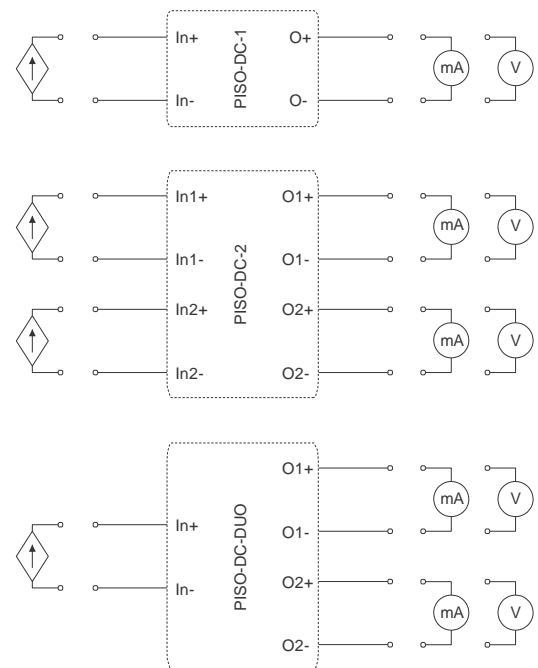 In+ O+
PISO-DC-1
mA V
In- O-
In1+ O1+
mA V
In1- O1-
PISO-DC-2
In2+ O2+
mA V
In2- O2-
O1+
mA V
In+ O1-
PISO-DC-DUO
In- O2+
mA V
O2-